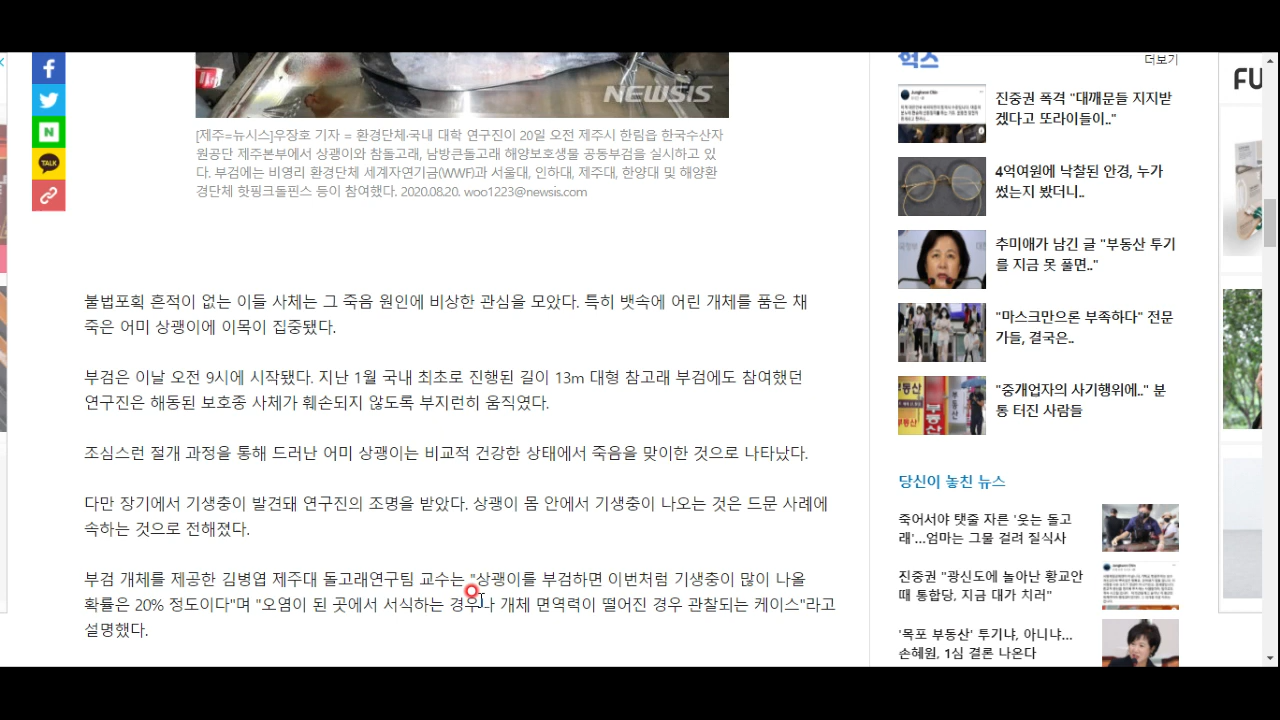 NEWSIS
[제주=뉴시스]우장호 기자 = 환경단체·국내 대학 연구진이 20일 오전 제주시 한림읍 한국수산자
원공단 제주본부에서 상괭이와 참돌고래, 남방큰돌고래 해양보호생물 공동부검을 실시하고 있
다. 부검에는 비영리 환경단체 세계자연기금(WWF)과 서울대, 인하대, 제주대, 한양대 및 해양환
경단체 핫핑크돌핀스 등이 참여했다. 2020.08.20. woo1223@newsis.com
불법포획 흔적이 없는 이들 사체는 그 죽음 원인에 비상한 관심을 모았다. 특히 뱃속에 어린 개체를 품은 채
죽은 어미 상괭이에 이목이 집중됐다.
부검은 이날 오전 9시에 시작됐다. 지난 1월 국내 최초로 진행된 길이 13m 대형 참고래 부검에도 참여했던
연구진은 해동된 보호종 사체가 훼손되지 않도록 부지런히 움직였다.
조심스런 절개 과정을 통해 드러난 어미 상괭이는 비교적 건강한 상태에서 죽음을 맞이한 것으로 나타났다.
다만 장기에서 기생충이 발견돼 연구진의 조명을 받았다. 상괭이 몸 안에서 기생충이 나오는 것은 드문 사례에
속하는 것으로 전해졌다.
부검 개체를 제공한 김병엽 제주대 돌고래연구팀 교수는 "상괭이를 부검하면 이번처럼 기생충이 많이 나올
확률은 20% 정도이다"며 "오염이 된 곳에서 경우나 개체 면역력이 떨어진 경우 관찰되는 케이스"라고
설명했다.
TALK
더보기
진중권 폭격 "대깨문들 지지받
겠다고 또라이들이.."
4억여원에 낙찰된 안경, 누가
썼는지 봤더니..
추미애가 남긴 글 "부동산 투기
를 지금 못 풀면.."
"마스크만으론 부족하다" 전문
가들, 결국은..
"중개업자의 사기행위에.." 분
통 터진 사람들
부동산
당신이 놓친 뉴스
죽어서야 탯줄 자른 '웃는 돌고
래'...엄마는 그물 걸려 질식사
진중권 "광신도에 놀아난 황교안
때 통합당, 지금 대가 치러"
'목포 부동산' 투기냐, 아니냐...
손혜원, 1심 결론 나온다
FU